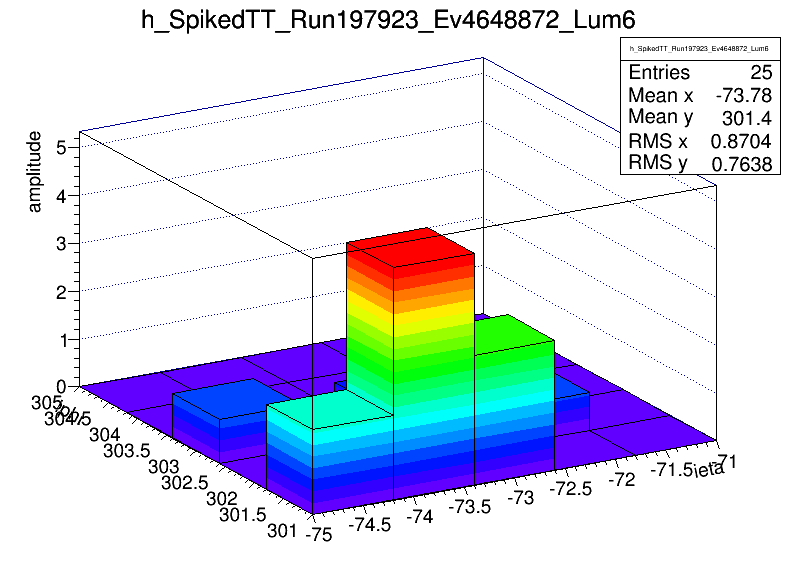 h_SpikedTT_Run197923_Ev4648872_Lum6
h_SpikedTT_Run197923_Ev4648872_Lum6
Entries 25
Mean x -73.78
Mean y 301.4
RMS x 0.8704
RMS y 0.7638
amplitude
5
4
3
2
1
0
305
304.5
304
303.5
303
302.5
302
301.5
301
-75
-74.5
-74
-73.5
-73
-72.5
-72
-71.5
-71
ieta